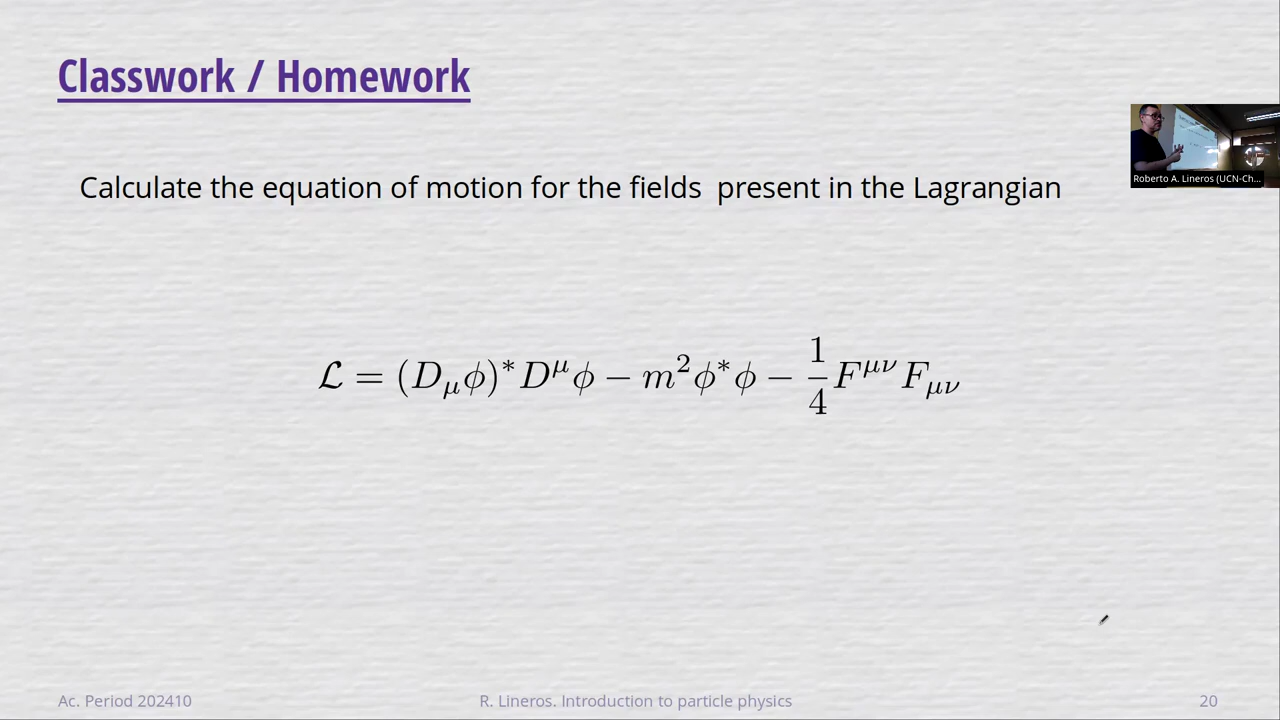 Classwork / Homework
Calculate the equation of motion for the fields present in the Lagrangian
ℒ = (D_μϕ)* D^μϕ − m²ϕ*ϕ − 1/4 F^{μν}F_{μν}
Roberto A. Lineros (UCN-Ch...
Ac. Period 202410
R. Lineros. Introduction to particle physics
20